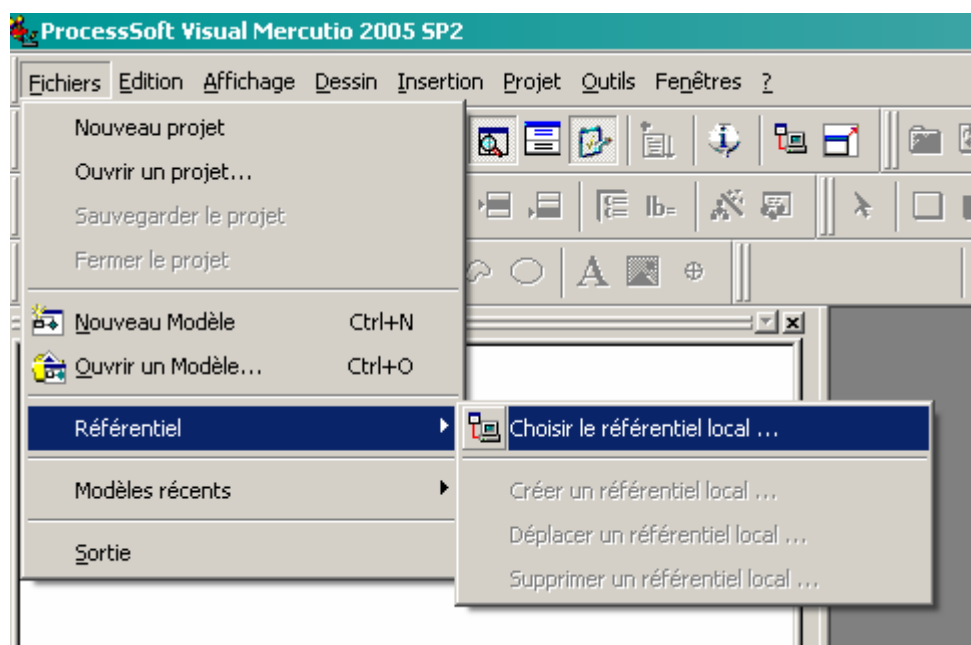 ProcessSoft Visual Mercutio 2005 SP2
Fichiers Edition Affichage Dessin Insertion Projet Outils Fenêtres ?
Nouveau projet
Ouvrir un projet...
Sauvegarder le projet
Fermer le projet
Nouveau Modèle Ctrl+N
Ouvrir un Modèle... Ctrl+O
Référentiel
Choisir le référentiel local ...
Modèles récents
Créer un référentiel local ...
Déplacer un référentiel local ...
Sortie
Supprimer un référentiel local ...